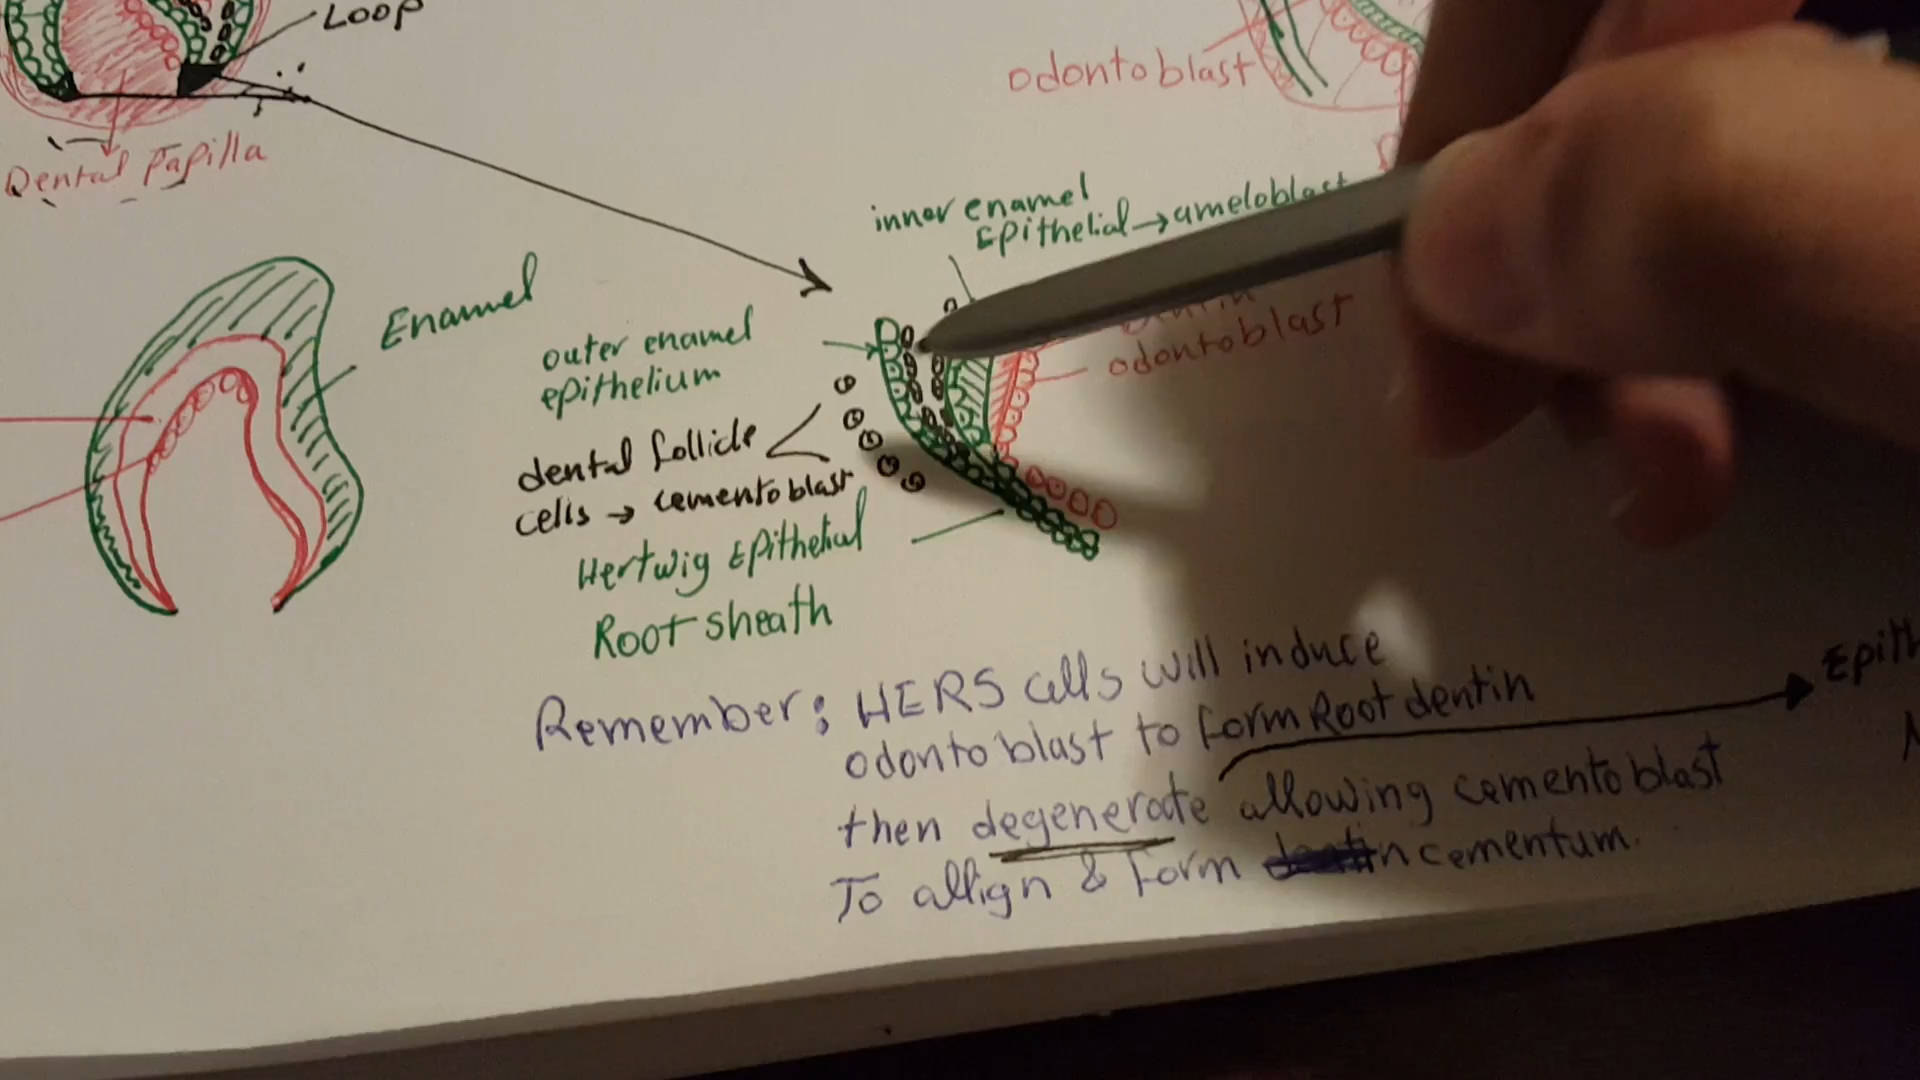 Loop
Dental Papilla
odontoblast
inner enamel
Epithelial → ameloblast
Enamel
outer enamel
epithelium
odontoblast
dental follicle
cells → cementoblast
Hertwig Epithelial
Root sheath
Remember: HERS cells will induce
odontoblast to form Root dentin
then degenerate allowing cementoblast
To allign & form cementum.